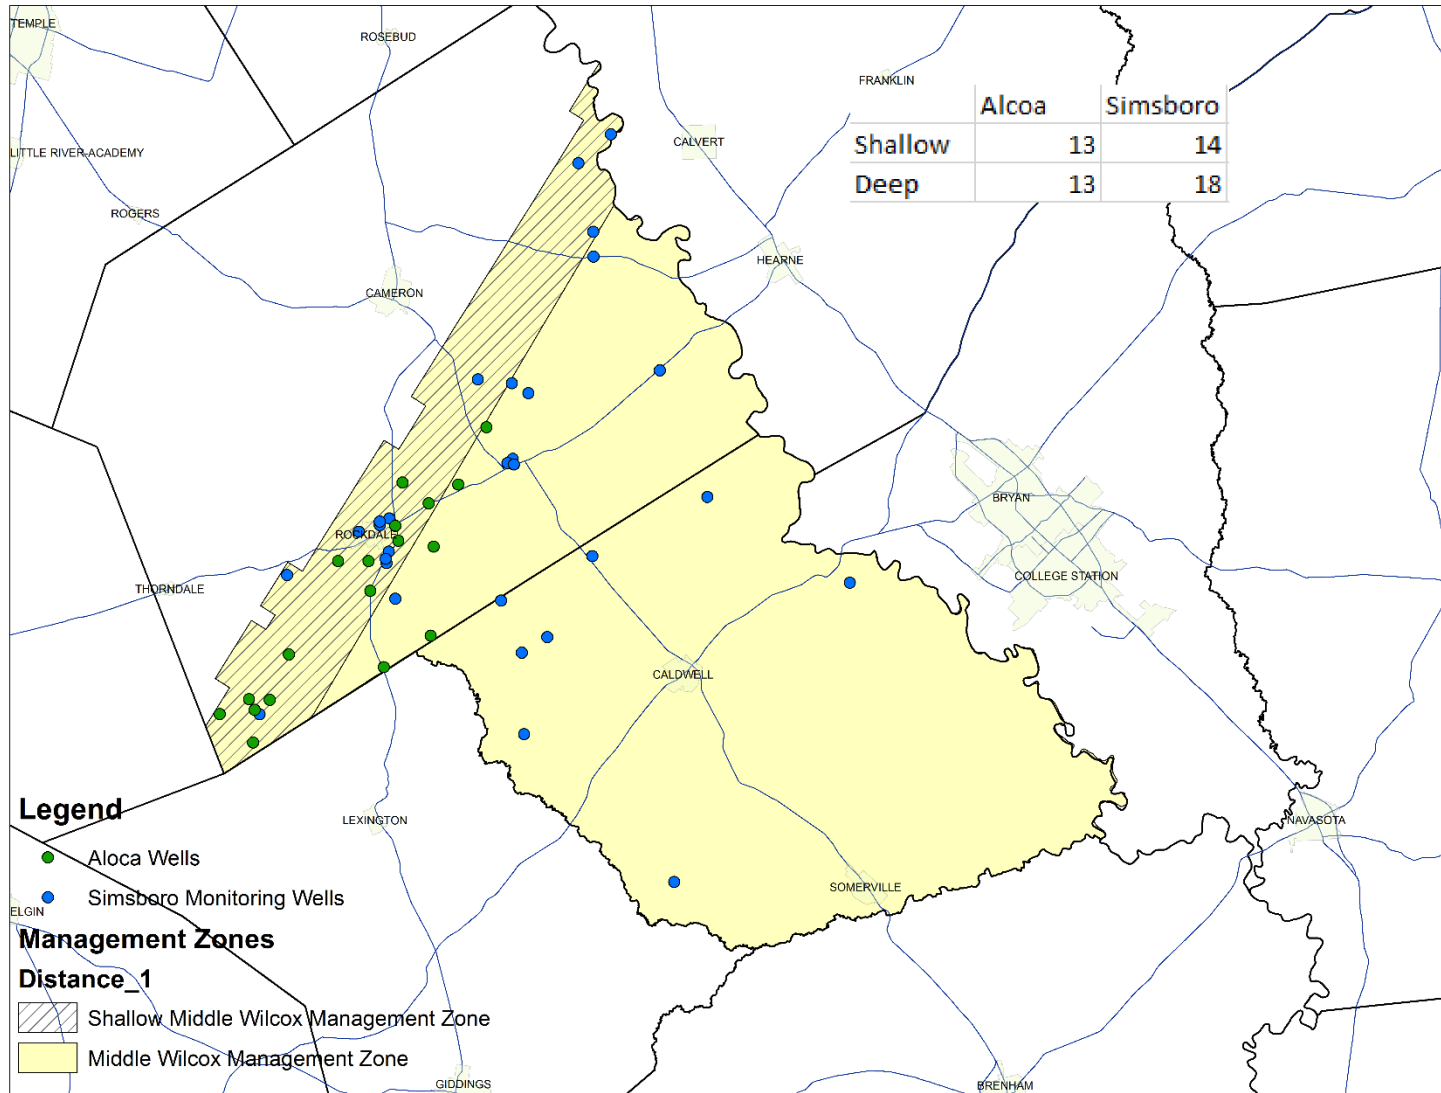 TEMPLE
ROSEBUD
FRANKLIN
Alcoa Simsboro
Shallow 13 14
Deep 13 18
CALVERT
LITTLE RIVER-ACADEMY
ROGERS
HEARNE
CAMERON
BRYAN
ROCKDALE
COLLEGE STATION
THORNDALE
CALDWELL
Legend
LEXINGTON
NAVASOTA
Aloca Wells
SOMERVILLE
Simsboro Monitoring Wells
ELGIN
Management Zones
Distance_1
Shallow Middle Wilcox Management Zone
Middle Wilcox Management Zone
GIDDINGS
BRENHAM